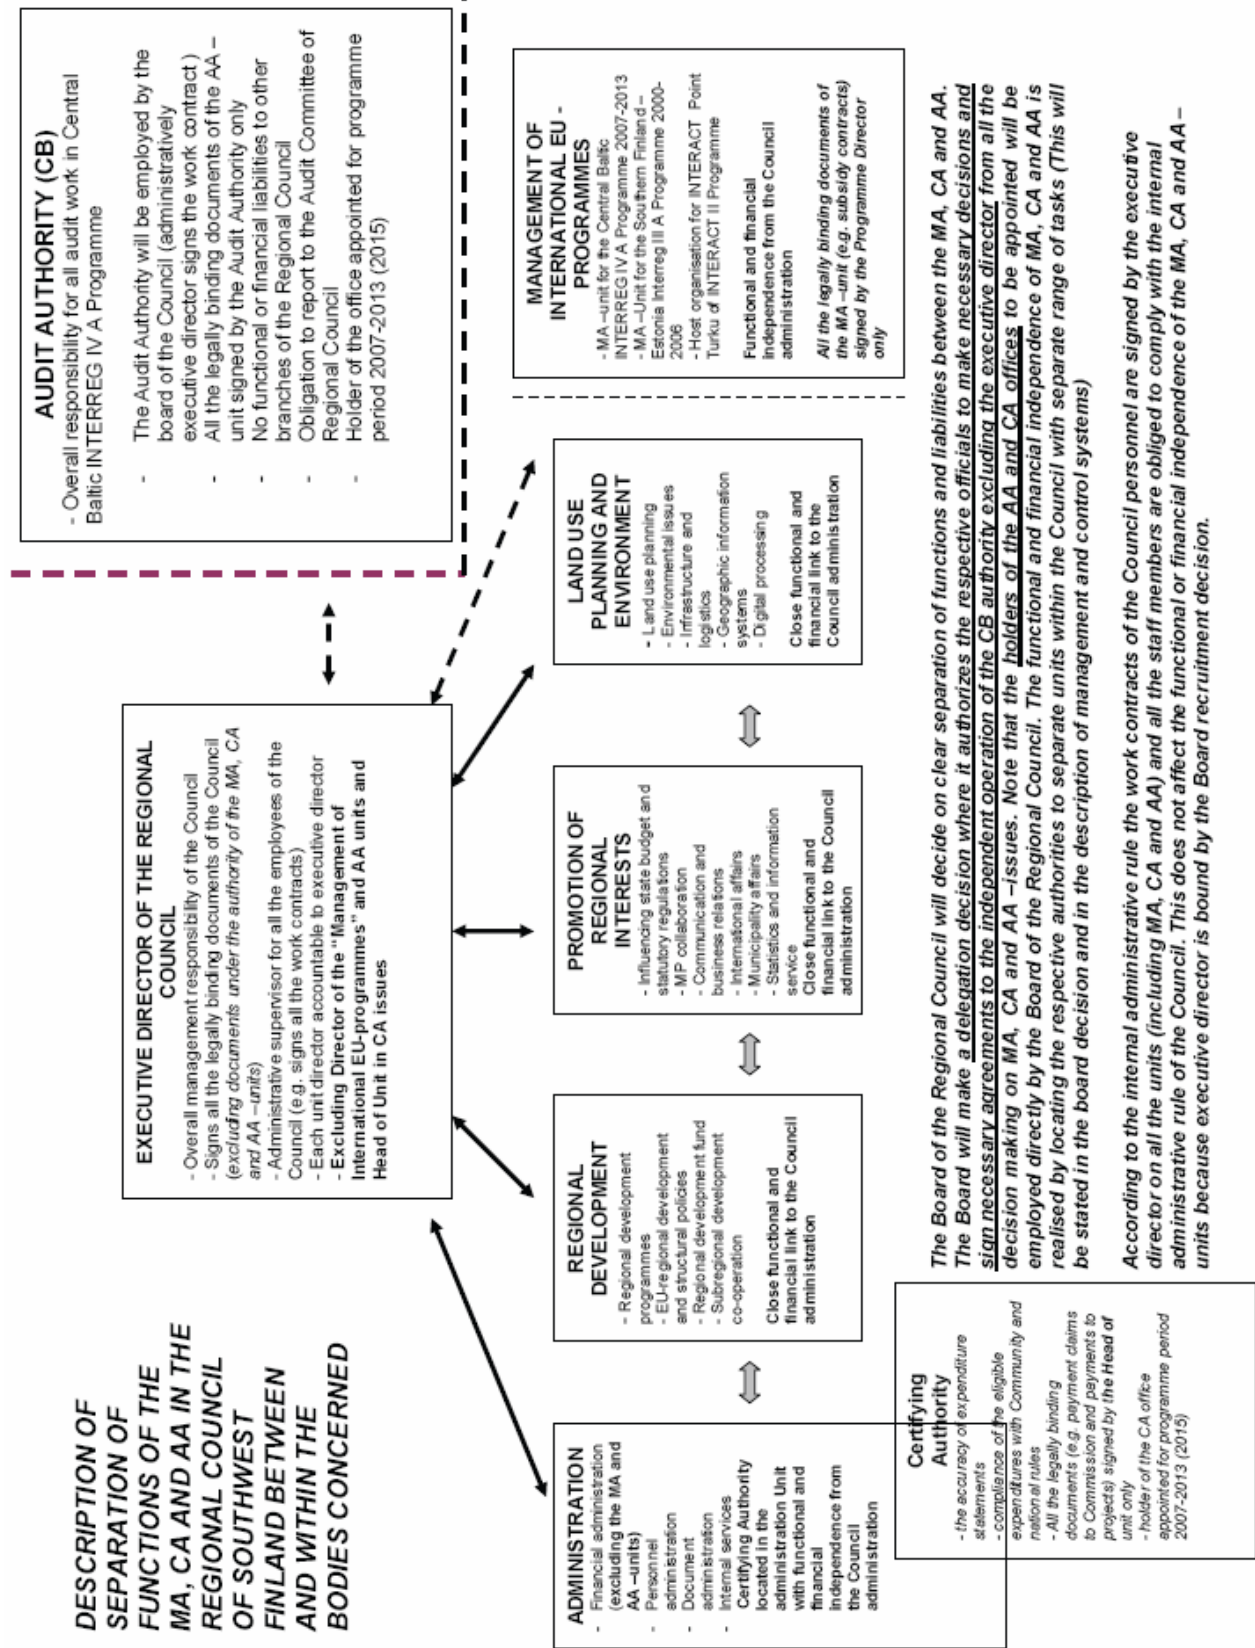 DESCRIPTION OF
SEPARATION OF
FUNCTIONS OF THE
MA, CA AND AA IN THE
REGIONAL COUNCIL
OF SOUTHWEST
FINLAND BETWEEN
AND WITHIN THE
BODIES CONCERNED
EXECUTIVE DIRECTOR OF THE REGIONAL
COUNCIL
- Overall management responsibility of the Council
- Signs all the legally binding documents of the Council
(excluding documents under the authority of the MA, CA
and AA –units)
- Administrative supervisor for all the employees of the
Council (e.g. signs all the work contracts)
- Each unit director accountable to executive director
- Excluding Director of the "Management of
International EU-programmes" and AA units and
Head of Unit in CA issues
AUDIT AUTHORITY (CB)
- Overall responsibility for all audit work in Central
Baltic INTERREG IV A Programme
- The Audit Authority will be employed by the
board of the Council (administratively
executive director signs the work contract )
- All the legally binding documents of the AA –
unit signed by the Audit Authority only
- No functional or financial liabilities to other
branches of the Regional Council
- Obligation to report to the Audit Committee of
Regional Council
- Holder of the office appointed for programme
period 2007-2013 (2015)
ADMINISTRATION
- Financial administration
(excluding the MA and
AA –units)
- Personnel
administration
- Document
administration
- Internal services
Certifying Authority
located in the
administration Unit
with functional and
financial
independence from
the Council
administration
REGIONAL
DEVELOPMENT
- Regional development
programmes
- EU-regional development
and structural policies
- Regional development fund
- Subregional development
co-operation
Close functional and
financial link to the Council
administration
PROMOTION OF
REGIONAL
INTERESTS
- Influencing state budget and
statutory regulations
- MP collaboration
- Communication and
business relations
- International affairs
- Municipality affairs
- Statistics and information
service
Close functional and
financial link to the Council
administration
LAND USE
PLANNING AND
ENVIRONMENT
- Land use planning
- Environmental issues
- Infrastructure and
logistics
- Geographic information
systems
- Digital processing
Close functional and
financial link to the
Council administration
MANAGEMENT OF
INTERNATIONAL EU -
PROGRAMMES
- MA –unit for the Central Baltic
INTERREG IV A Programme 2007-2013
- MA –Unit for the Southern Finland –
Estonia Interreg III A Programme 2000-
2006
- Host organisation for INTERACT Point
Turku of INTERACT II Programme
Functional and financial
independence from the Council
administration
All the legally binding documents of
the MA –unit (e.g. subsidy contracts)
signed by the Programme Director
only
Certifying
Authority
- the accuracy of expenditure
statements
- compliance of the eligible
expenditures with Community and
national rules
- All the legally binding
documents (e.g. payment claims
to Commission and payments to
projects) signed by the Head of
unit only
- holder of the CA office
appointed for programme period
2007-2013 (2015)
The Board of the Regional Council will decide on clear separation of functions and liabilities between the MA, CA and AA.
The Board will make a delegation decision where it authorizes the respective officials to make necessary decisions and
sign necessary agreements to the independent operation of the CB authority excluding the executive director from all the
decision making on MA, CA and AA –issues. Note that the holders of the AA and CA offices to be appointed will be
employed directly by the Board of the Regional Council. The functional and financial independence of MA, CA and AA is
realised by locating the respective authorities to separate units within the Council with separate range of tasks (This will
be stated in the board decision and in the description of management and control systems)
According to the internal administrative rule the work contracts of the Council personnel are signed by the executive
director on all the units (including MA, CA and AA) and all the staff members are obliged to comply with the internal
administrative rule of the Council. This does not affect the functional or financial independence of the MA, CA and AA –
units because executive director is bound by the Board recruitment decision.